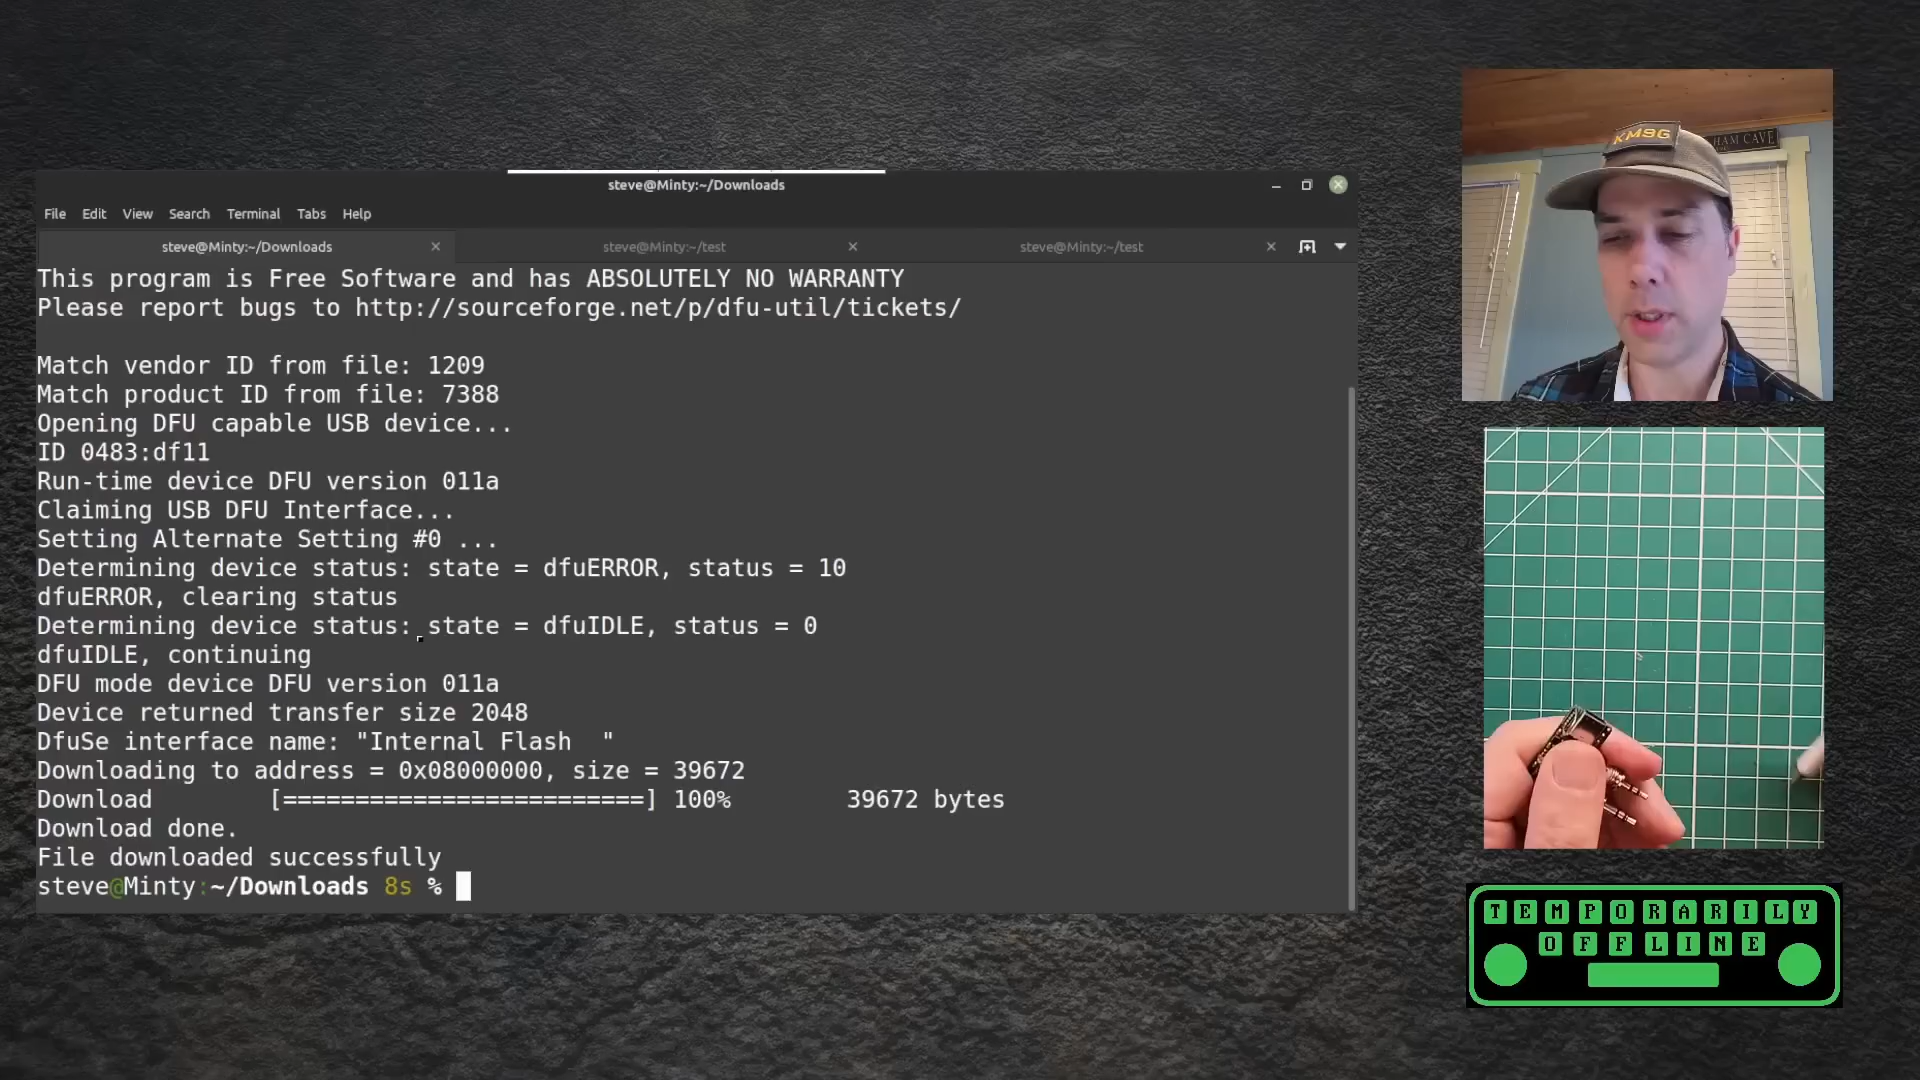 steve@Minty:~/Downloads
File Edit View Search Terminal Tabs Help
steve@Minty:~/Downloads steve@Minty:~/test steve@Minty:~/test
This program is Free Software and has ABSOLUTELY NO WARRANTY
Please report bugs to http://sourceforge.net/p/dfu-util/tickets/
Match vendor ID from file: 1209
Match product ID from file: 7388
Opening DFU capable USB device...
ID 0483:df11
Run-time device DFU version 011a
Claiming USB DFU Interface...
Setting Alternate Setting #0 ...
Determining device status: state = dfuERROR, status = 10
dfuERROR, clearing status
Determining device status: state = dfuIDLE, status = 0
dfuIDLE, continuing
DFU mode device DFU version 011a
Device returned transfer size 2048
DfuSe interface name: "Internal Flash  "
Downloading to address = 0x08000000, size = 39672
Download [=========================] 100% 39672 bytes
Download done.
File downloaded successfully
steve@Minty:~/Downloads 8s %
KM9G
HAM CAVE
TEMPORARILY
OFFLINE